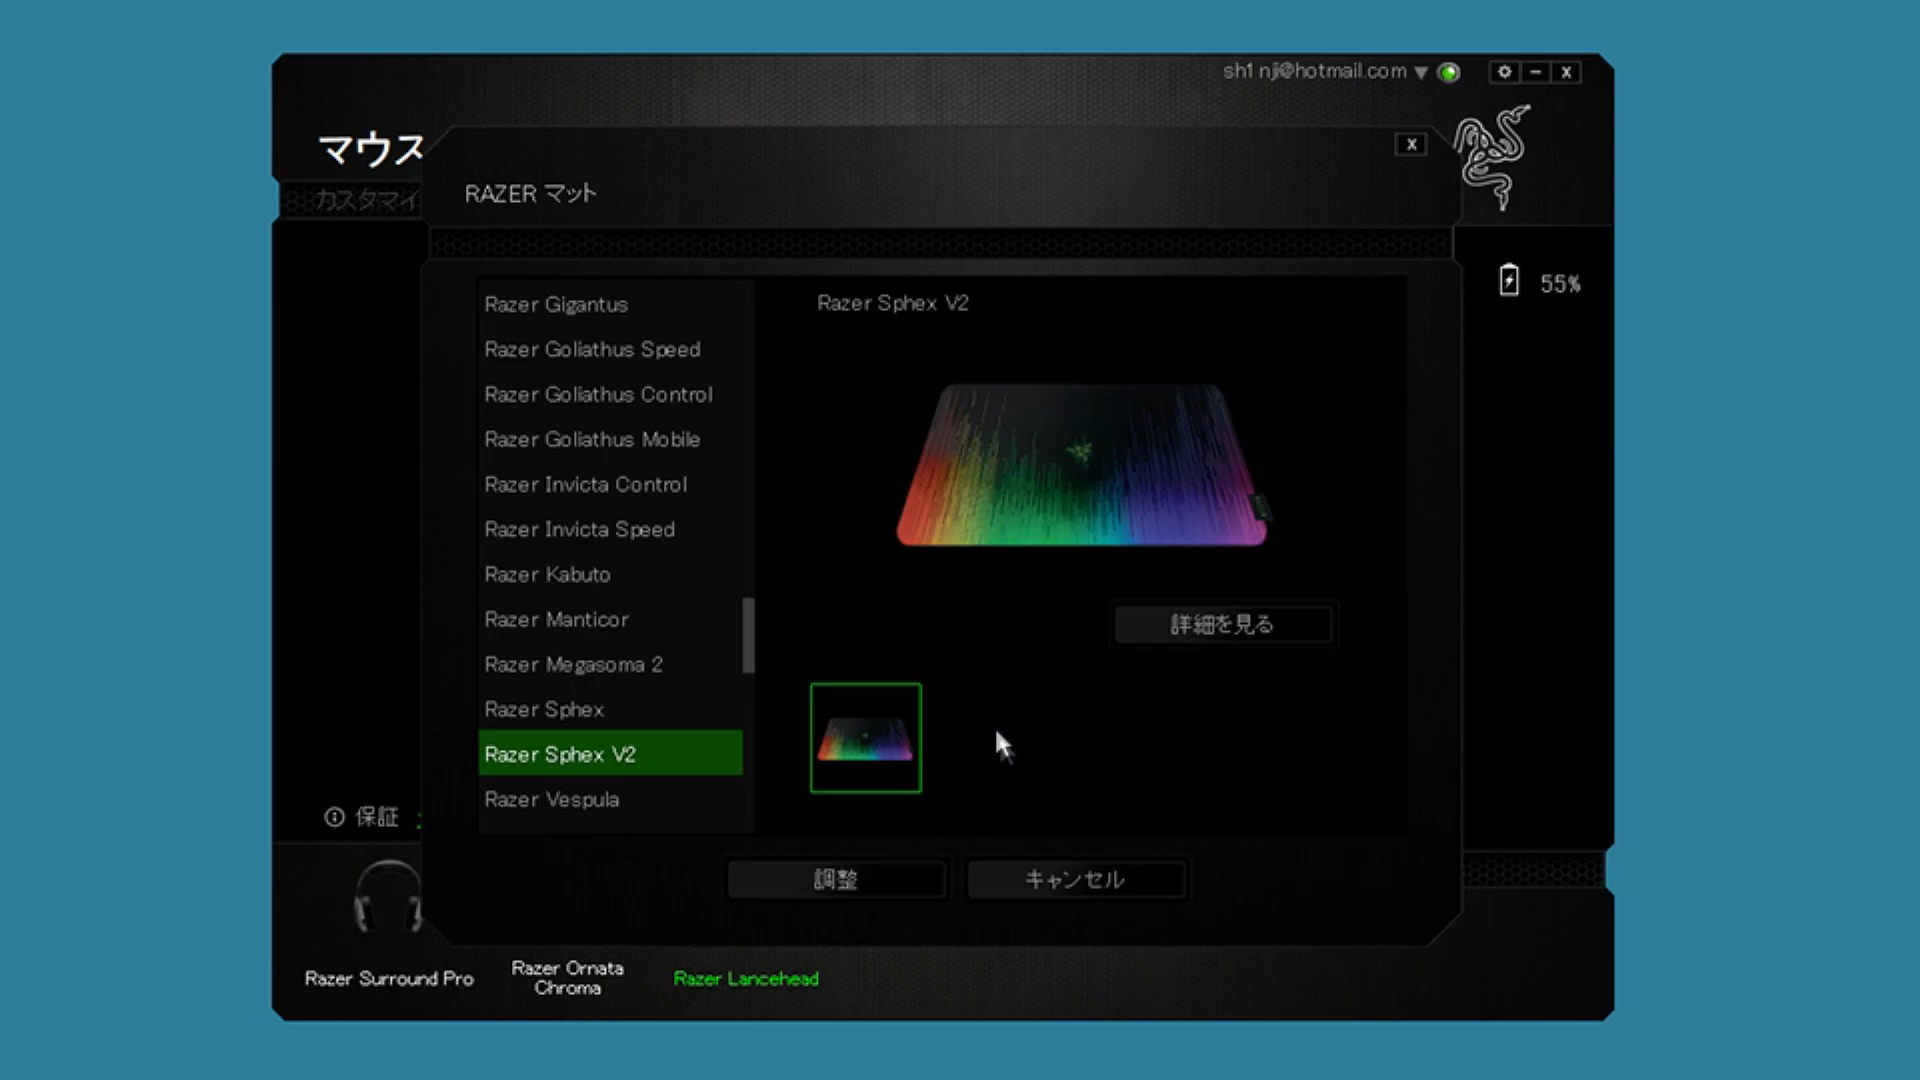 sh1 nji@hotmail.com
マウス
カスタマイ
RAZER マット
55%
Razer Gigantus
Razer Goliathus Speed
Razer Goliathus Control
Razer Goliathus Mobile
Razer Invicta Control
Razer Invicta Speed
Razer Kabuto
Razer Manticor
Razer Megasoma 2
Razer Sphex
Razer Sphex V2
Razer Vespula
Razer Sphex V2
詳細を見る
調整
キャンセル
保証
Razer Surround Pro
Razer Ornata
Chroma
Razer Lancehead